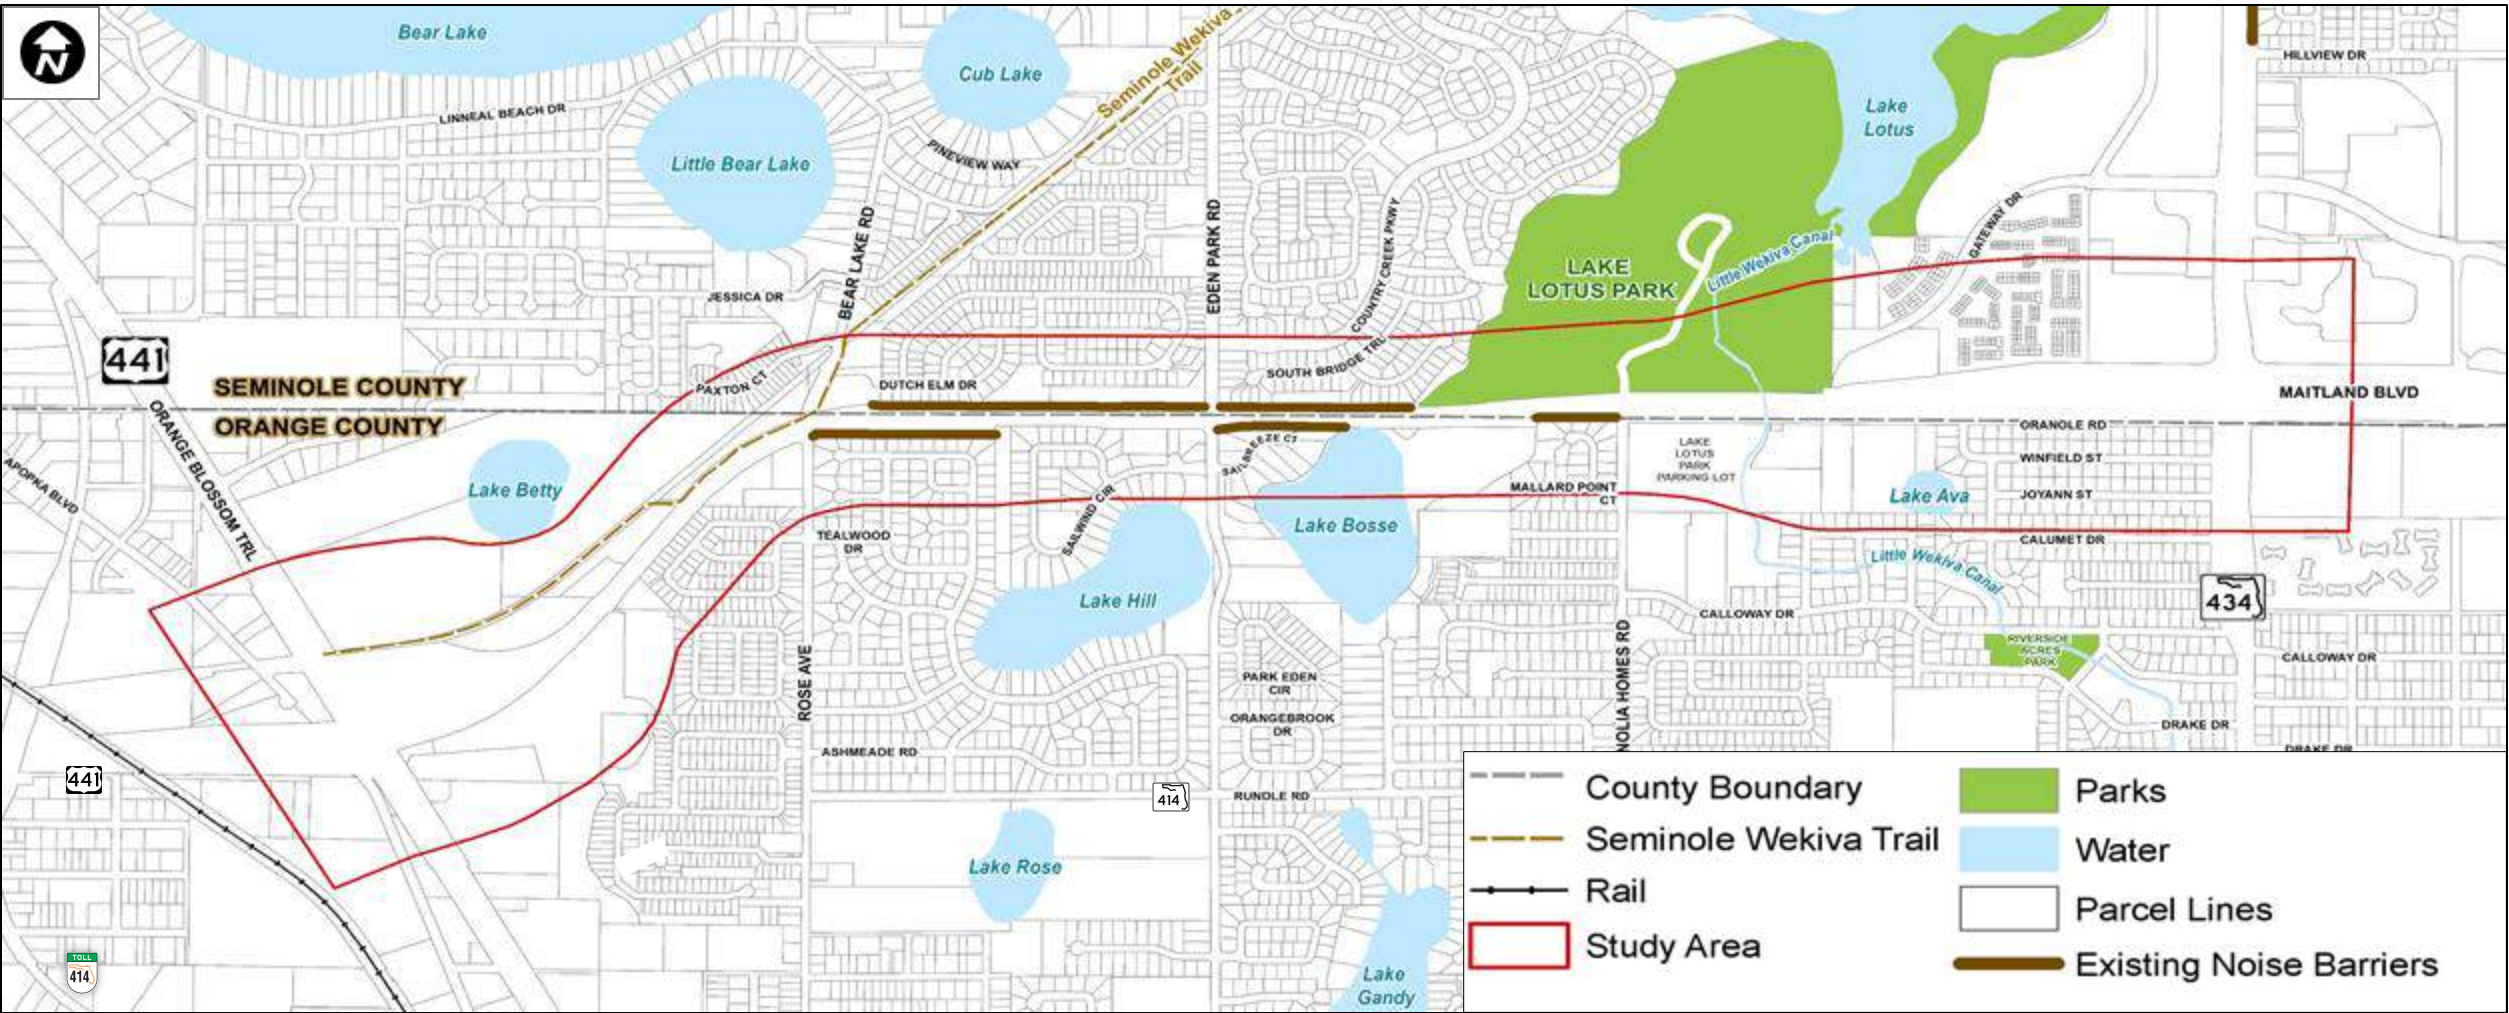 N
Bear Lake
Cub Lake
Seminole Wekiva
Trail
HILLVIEW DR
LINNEAL BEACH DR
Lake
Lotus
Little Bear Lake
PINEVIEW WAY
BEAR LAKE RD
EDEN PARK RD
COUNTRY CREEK PKWY
GATEWAY DR
Little Wekiva Canal
LAKE
LOTUS PARK
JESSICA DR
441
SEMINOLE COUNTY
ORANGE COUNTY
PAXTON CT
DUTCH ELM DR
SOUTH BRIDGE TRL
MAITLAND BLVD
ORANGE BLOSSOM TRL
APOPKA BLVD
ORANOLE RD
SAILBREEZE CT
LAKE
LOTUS
PARK
PARKING LOT
WINFIELD ST
Lake Betty
MALLARD POINT
CT
Lake Ava
JOYANN ST
SAILWIND CIR
Lake Bosse
TEALWOOD
DR
CALUMET DR
Little Wekiva Canal
Lake Hill
434
CALLOWAY DR
RIVERSIDE
ACRES
PARK
CALLOWAY DR
ROSE AVE
PARK EDEN
CIR
NOLIA HOMES RD
ORANGEBROOK
DR
DRAKE DR
ASHMEADE RD
DRAKE DR
441
414
RUNDLE RD
Lake Rose
TOLL
414
Lake
Gandy
County Boundary
Seminole Wekiva Trail
Rail
Study Area
Parks
Water
Parcel Lines
Existing Noise Barriers